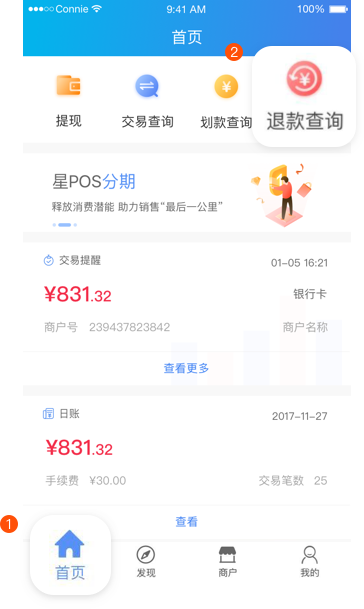 Connie 9:41 AM 100%
首页
2
提现 交易查询 划款查询 退款查询
星POS分期
释放消费潜能 助力销售“最后一公里”
交易提醒 01-05 16:21
¥831.32 银行卡
商户号 239437823842 商户名称
查看更多
日账 2017-11-27
¥831.32
手续费 ¥30.00 交易笔数 25
查看
1
首页 发现 商户 我的